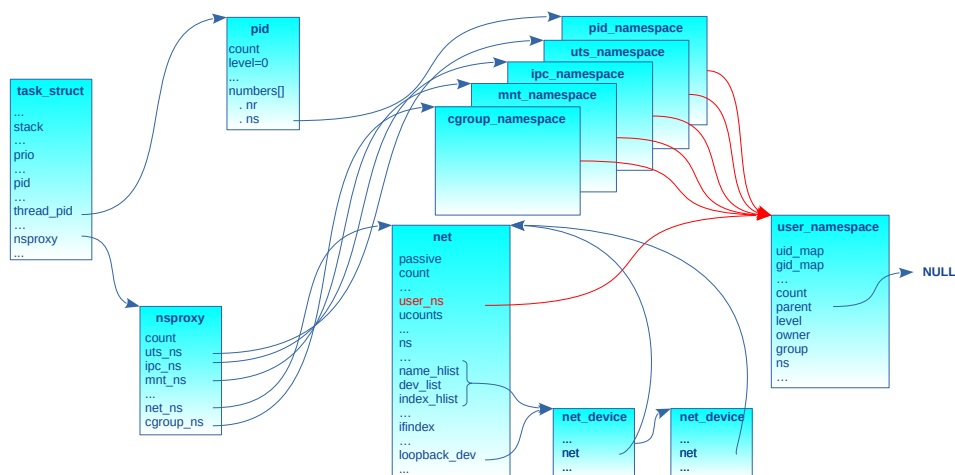 task_struct
...
stack
...
prio
...
pid
...
thread_pid
...
nsproxy
...
pid
count
level=0
...
numbers[]
. nr
. ns
nsproxy
count
uts_ns
ipc_ns
mnt_ns
...
net_ns
cgroup_ns
pid_namespace
uts_namespace
ipc_namespace
mnt_namespace
cgroup_namespace
net
passive
count
...
user_ns
ucounts
...
ns
...
name_hlist
dev_list
index_hlist
...
ifindex
...
loopback_dev
...
net_device
...
net
...
net_device
...
net
...
user_namespace
uid_map
gid_map
...
count
parent
level
owner
group
ns
...
NULL